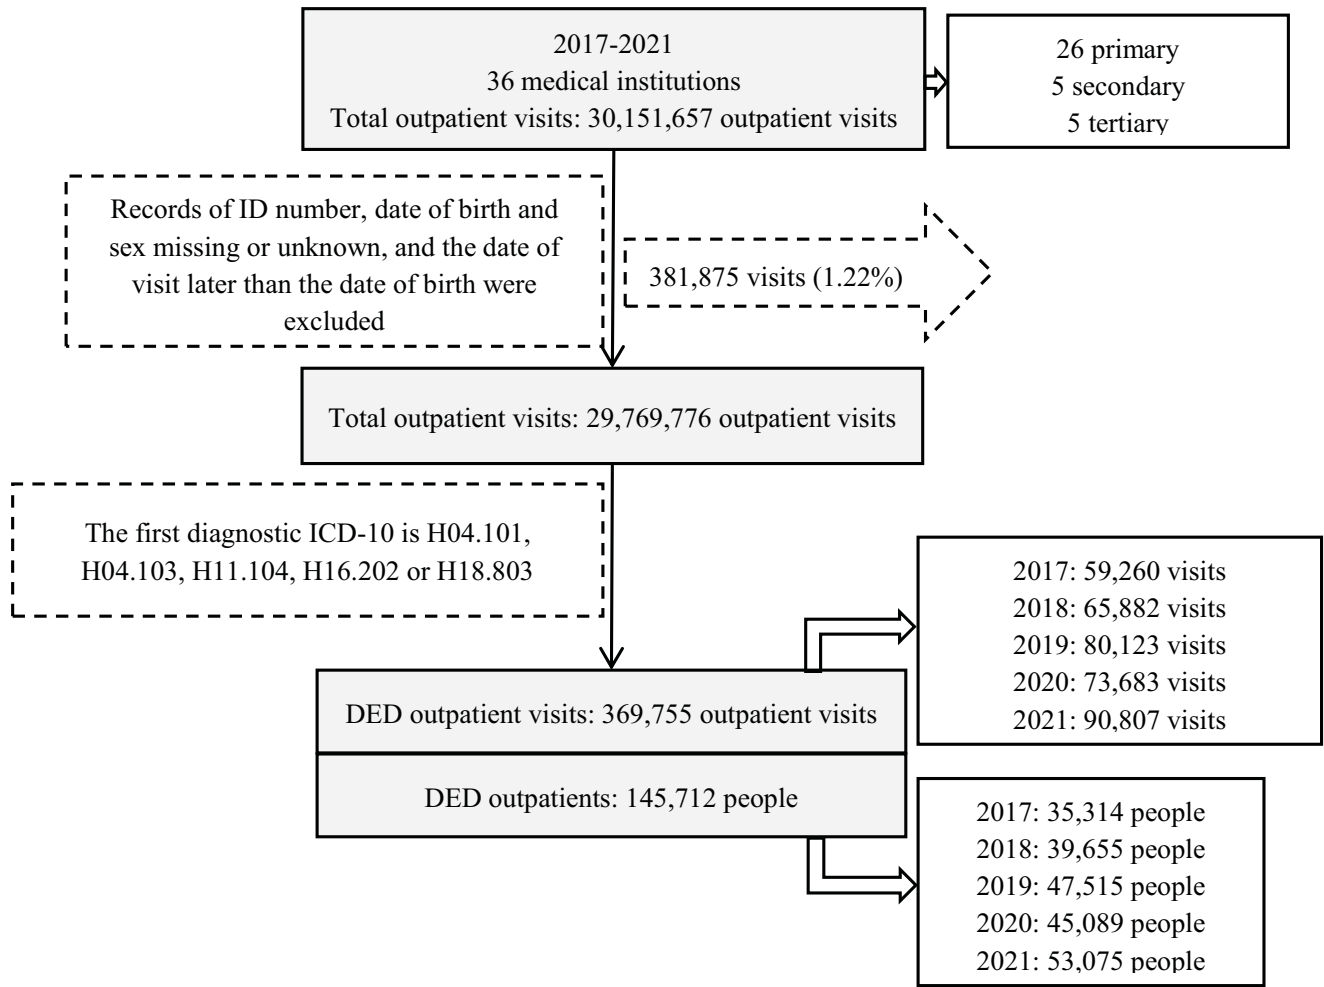 2017-2021
36 medical institutions
Total outpatient visits: 30,151,657 outpatient visits
26 primary
5 secondary
5 tertiary
Records of ID number, date of birth and
sex missing or unknown, and the date of
visit later than the date of birth were
excluded
381,875 visits (1.22%)
Total outpatient visits: 29,769,776 outpatient visits
The first diagnostic ICD-10 is H04.101,
H04.103, H11.104, H16.202 or H18.803
2017: 59,260 visits
2018: 65,882 visits
2019: 80,123 visits
2020: 73,683 visits
2021: 90,807 visits
DED outpatient visits: 369,755 outpatient visits
DED outpatients: 145,712 people
2017: 35,314 people
2018: 39,655 people
2019: 47,515 people
2020: 45,089 people
2021: 53,075 people